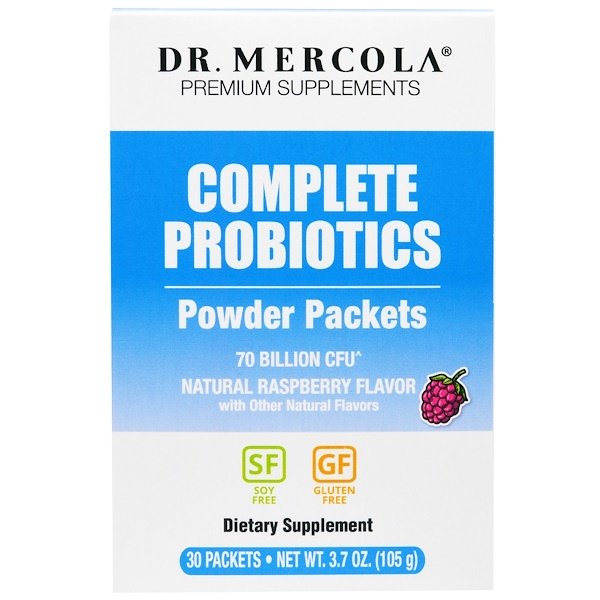 DR. MERCOLA®
PREMIUM SUPPLEMENTS
COMPLETE
PROBIOTICS
Powder Packets
70 BILLION CFU^
NATURAL RASPBERRY FLAVOR
with Other Natural Flavors
SF GF
SOY FREE GLUTEN FREE
Dietary Supplement
30 PACKETS • NET WT. 3.7 OZ. (105 g)